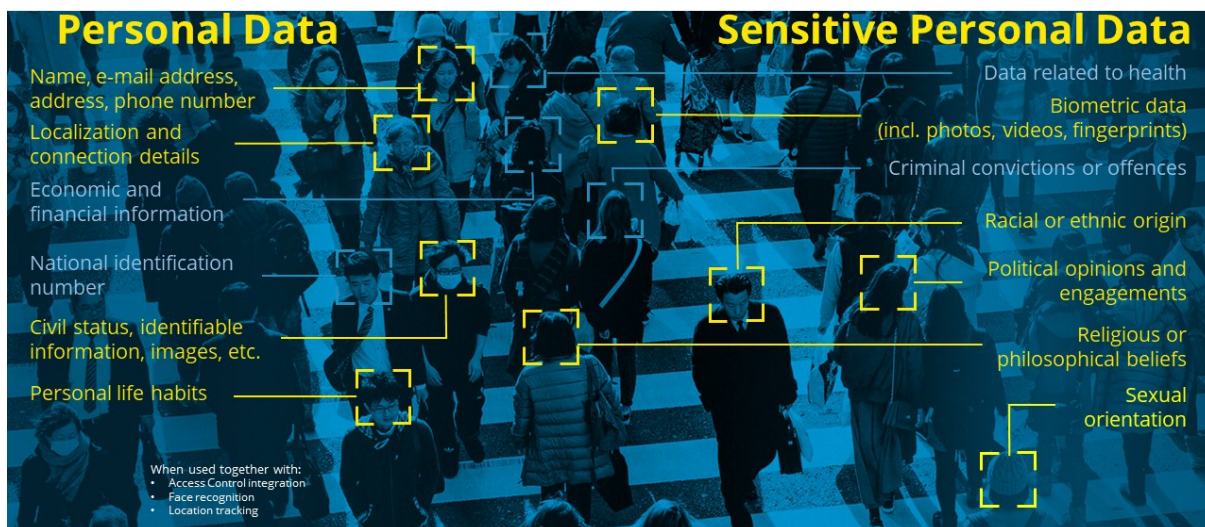 Personal Data
Name, e-mail address,
address, phone number
Localization and
connection details
Economic and
financial information
National identification
number
Civil status, identifiable
information, images, etc.
Personal life habits
When used together with:
• Access Control integration
• Face recognition
• Location tracking
Sensitive Personal Data
Data related to health
Biometric data
(incl. photos, videos, fingerprints)
Criminal convictions or offences
Racial or ethnic origin
Political opinions and
engagements
Religious or
philosophical beliefs
Sexual
orientation